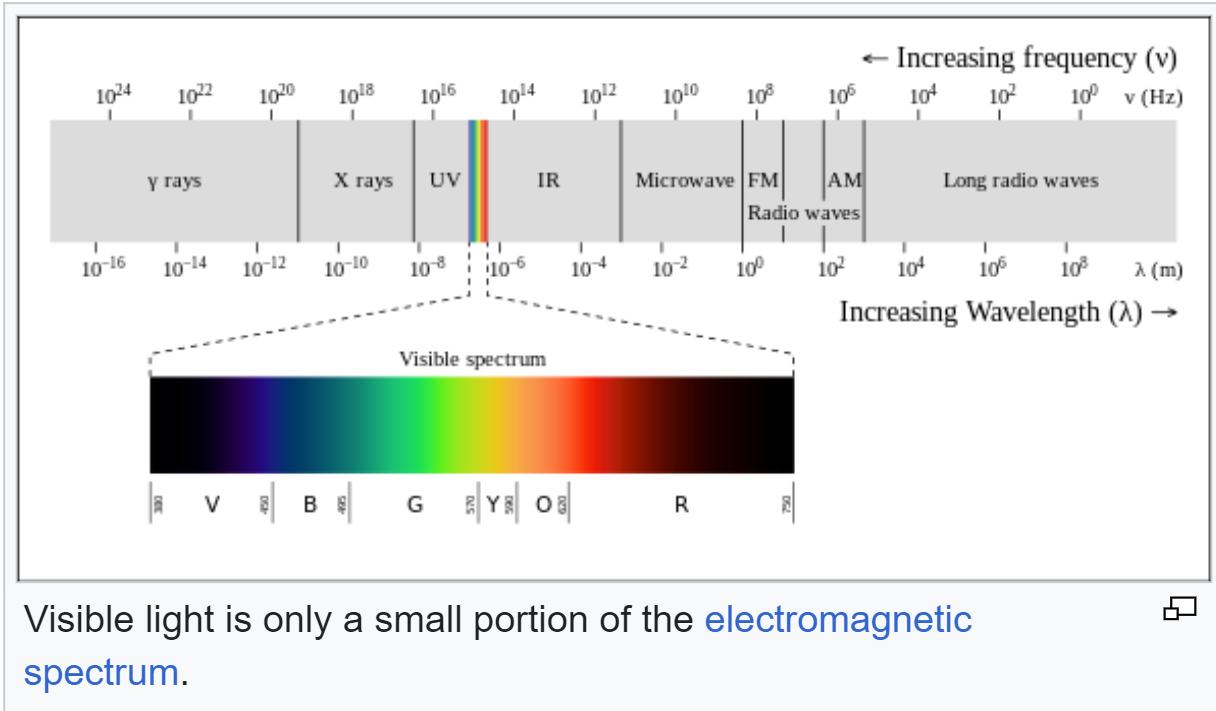 ← Increasing frequency (ν)
10²⁴ 10²² 10²⁰ 10¹⁸ 10¹⁶ 10¹⁴ 10¹² 10¹⁰ 10⁸ 10⁶ 10⁴ 10² 10⁰ ν (Hz)
γ rays X rays UV IR Microwave FM AM Long radio waves
Radio waves
10⁻¹⁶ 10⁻¹⁴ 10⁻¹² 10⁻¹⁰ 10⁻⁸ 10⁻⁶ 10⁻⁴ 10⁻² 10⁰ 10² 10⁴ 10⁶ 10⁸ λ (m)
Increasing Wavelength (λ) →
Visible spectrum
380 V 450 B 495 G 570 Y 590 O 620 R 750
Visible light is only a small portion of the electromagnetic
spectrum.